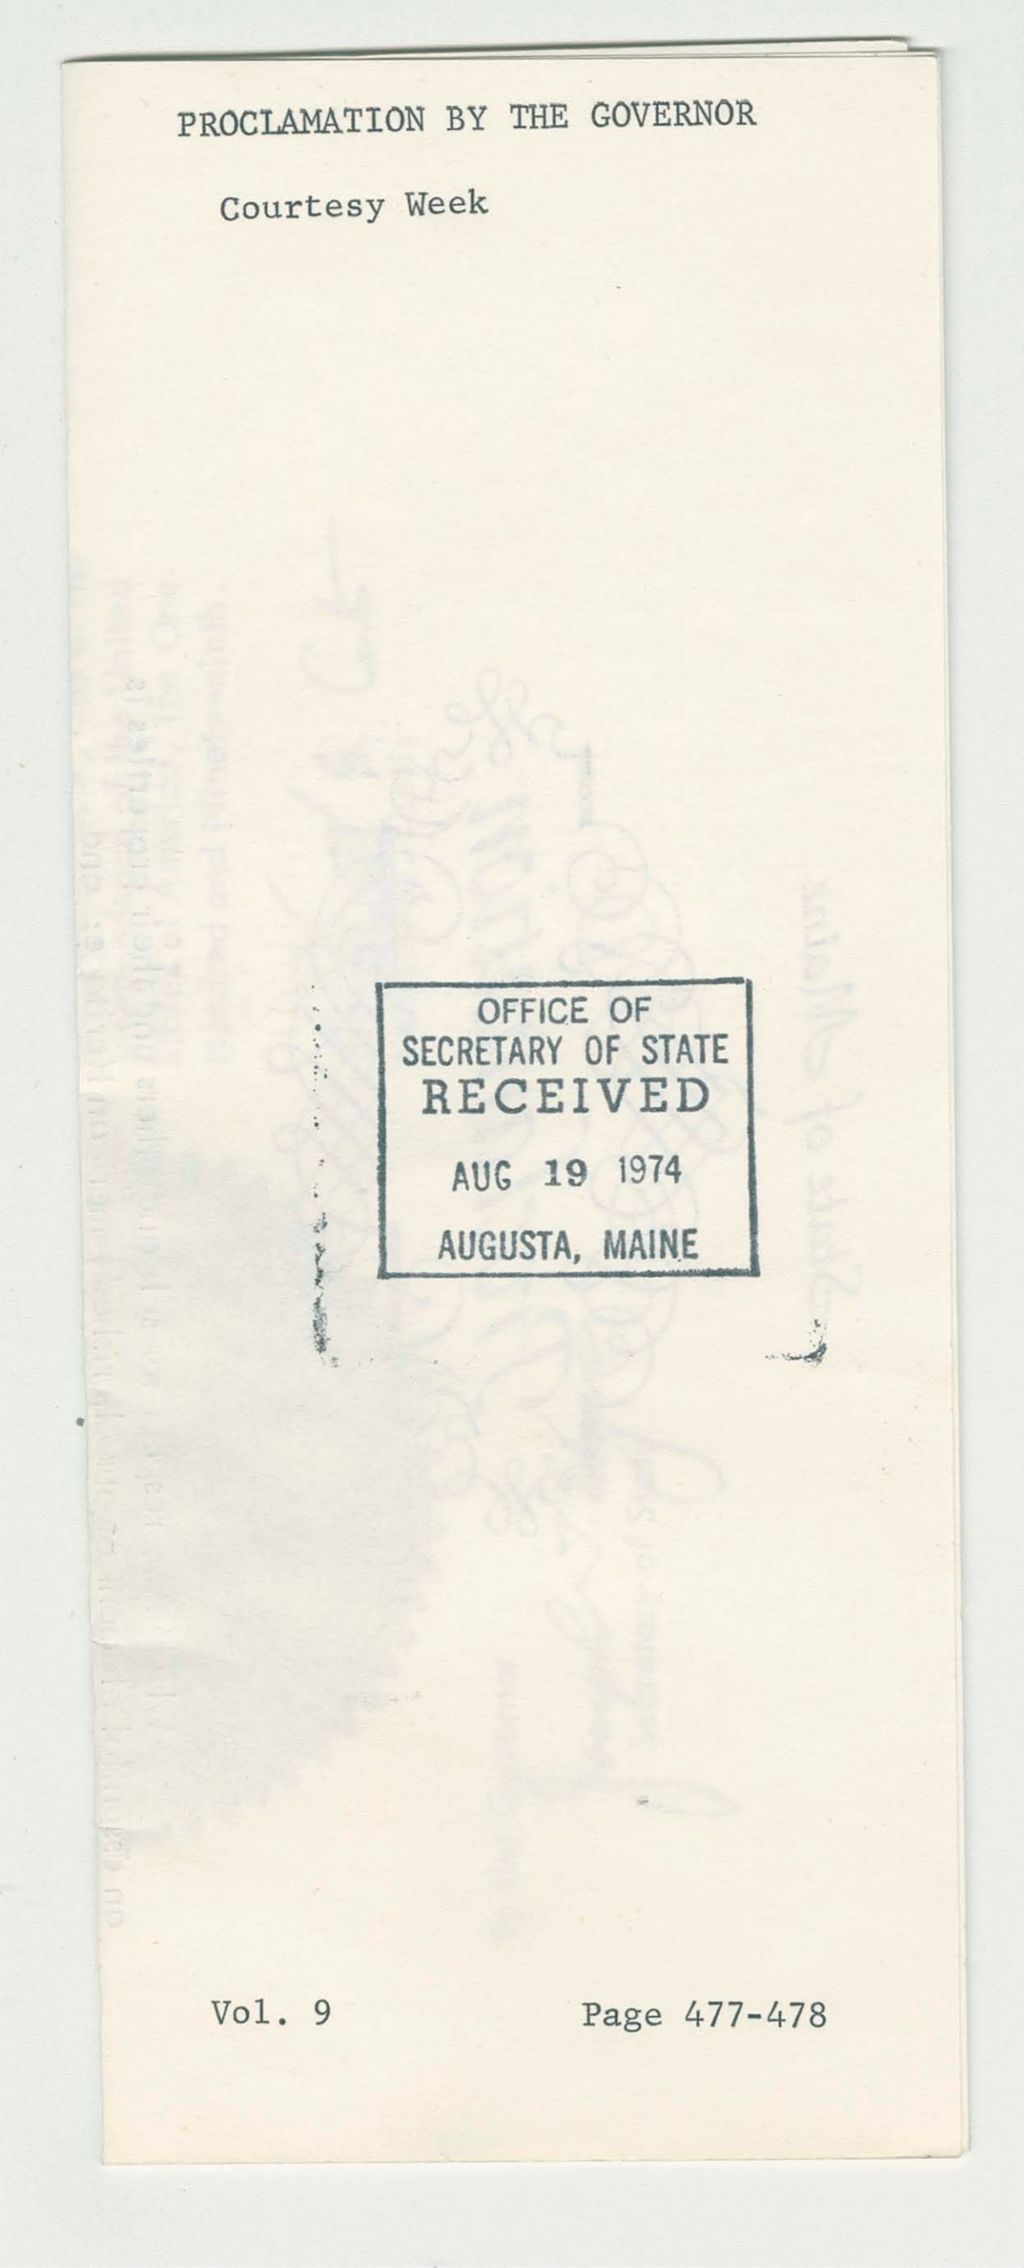 PROCLAMATION BY THE GOVERNOR
Courtesy Week
OFFICE OF
SECRETARY OF STATE
RECEIVED
AUG 19 1974
AUGUSTA, MAINE
Vol. 9 Page 477-478